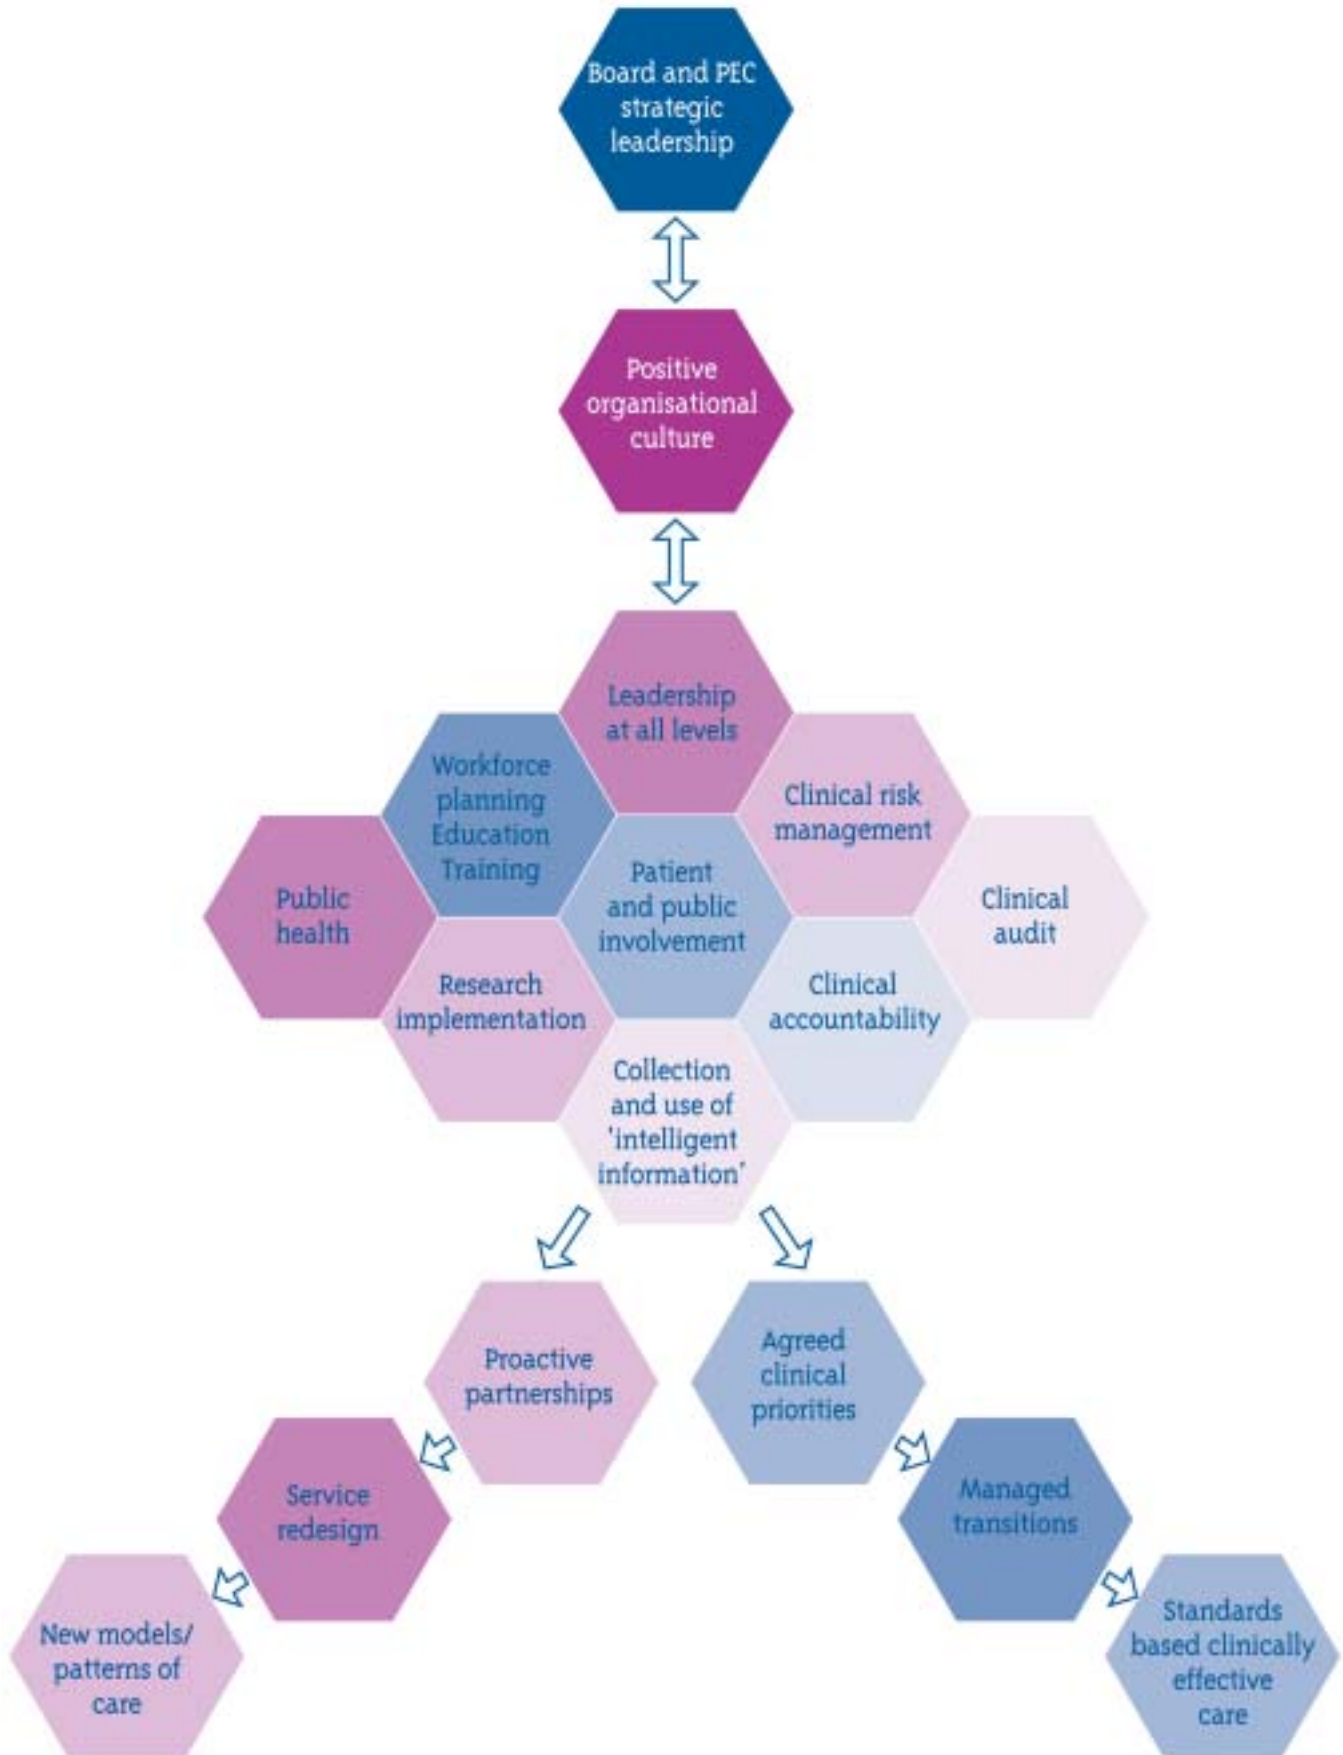 Board and PEC
strategic
leadership
Positive
organisational
culture
Leadership
at all levels
Workforce
planning
Education
Training
Clinical risk
management
Public
health
Patient
and public
involvement
Clinical
audit
Research
implementation
Clinical
accountability
Collection
and use of
'intelligent
information'
Proactive
partnerships
Agreed
clinical
priorities
Service
redesign
Managed
transitions
New models/
patterns of
care
Standards
based clinically
effective
care